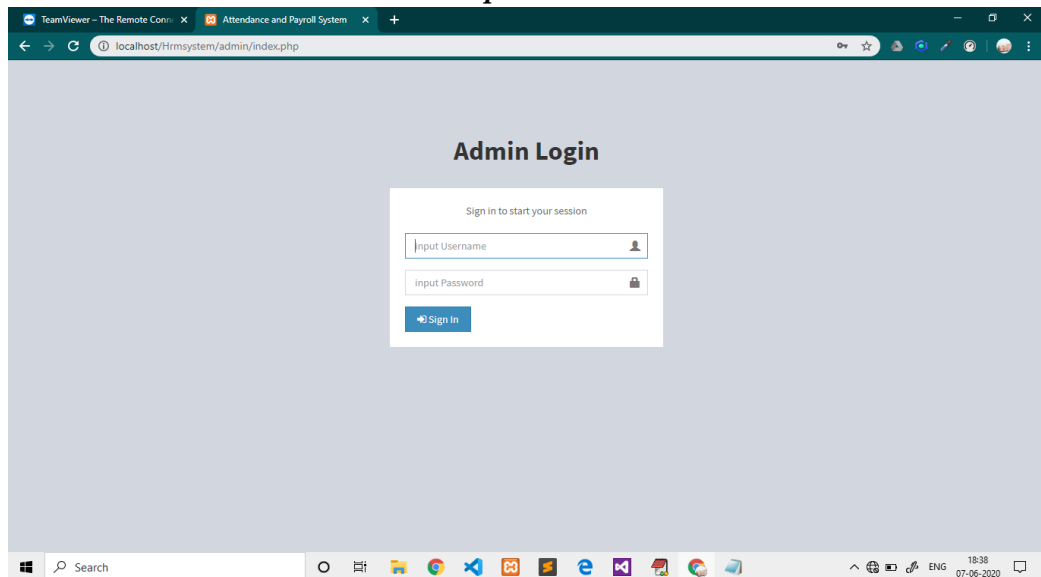 TeamViewer – The Remote Conn
Attendance and Payroll System
localhost/Hrmsystem/admin/index.php
Admin Login
Sign in to start your session
input Username
input Password
Sign In
Search
ENG
18:38
07-06-2020